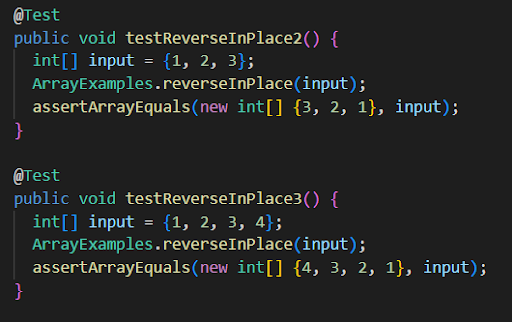 @Test
public void testReverseInPlace2() {
  int[] input = {1, 2, 3};
  ArrayExamples.reverseInPlace(input);
  assertArrayEquals(new int[] {3, 2, 1}, input);
}
@Test
public void testReverseInPlace3() {
  int[] input = {1, 2, 3, 4};
  ArrayExamples.reverseInPlace(input);
  assertArrayEquals(new int[] {4, 3, 2, 1}, input);
}